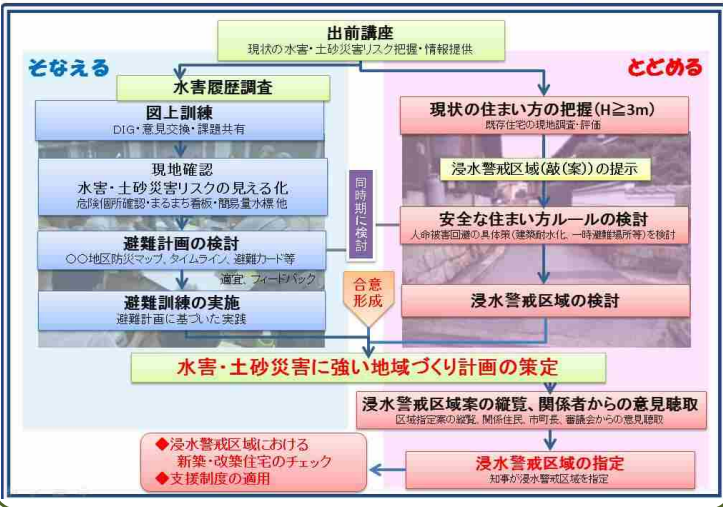 出前講座
現状の水害・土砂災害リスク把握・情報提供
そなえる
とどめる
水害履歴調査
図上訓練
DIG・意見交換・課題共有
現地確認
水害・土砂災害リスクの見える化
危険個所確認・まるまち看板・簡易量水標 他
避難計画の検討
〇〇地区防災マップ、タイムライン、避難カード等
適宜、フィードバック
避難訓練の実施
避難計画に基づいた実践
同時期に検討
合意
形成
現状の住まい方の把握(H≧3m)
既存住宅の現地調査・評価
浸水警戒区域(敲(案))の提示
安全な住まい方ルールの検討
人命被害回避の具体策(建築耐水化、一時避難場所等)を検討
浸水警戒区域の検討
水害・土砂災害に強い地域づくり計画の策定
浸水警戒区域案の縦覧、関係者からの意見聴取
区域指定案の縦覧、関係住民、市町長、審議会からの意見聴取
浸水警戒区域の指定
知事が浸水警戒区域を指定
◆浸水警戒区域における
新築・改築住宅のチェック
◆支援制度の適用